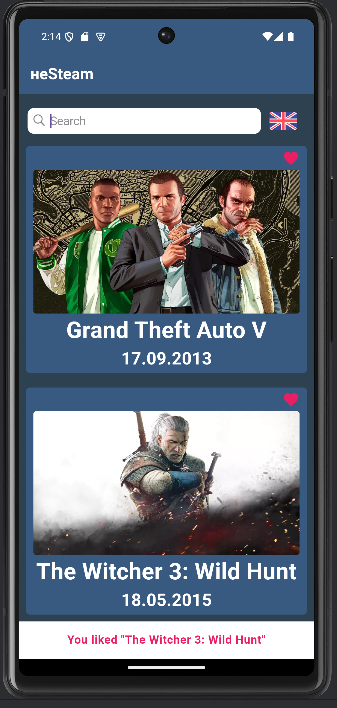 2:14
неSteam
Search
Grand Theft Auto V
17.09.2013
The Witcher 3: Wild Hunt
18.05.2015
You liked "The Witcher 3: Wild Hunt"